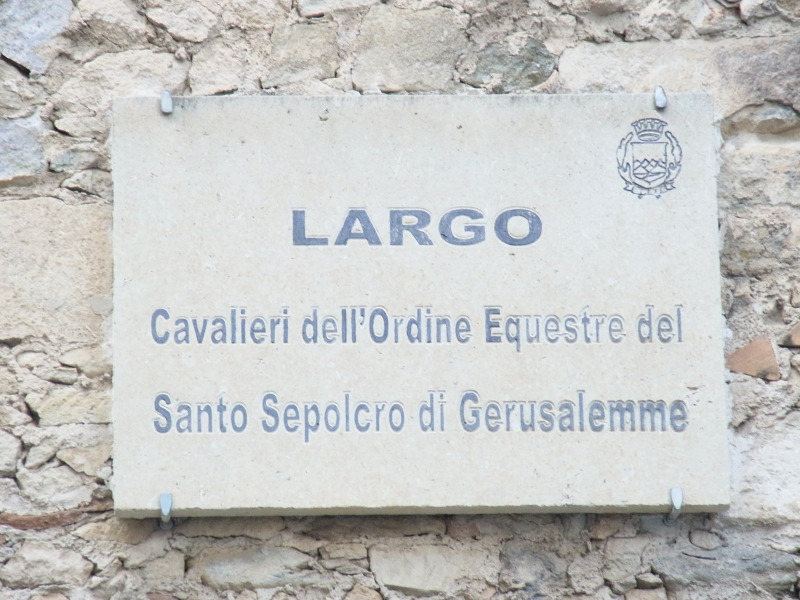 LARGO
Cavalieri dell'Ordine Equestre del
Santo Sepolcro di Gerusalemme